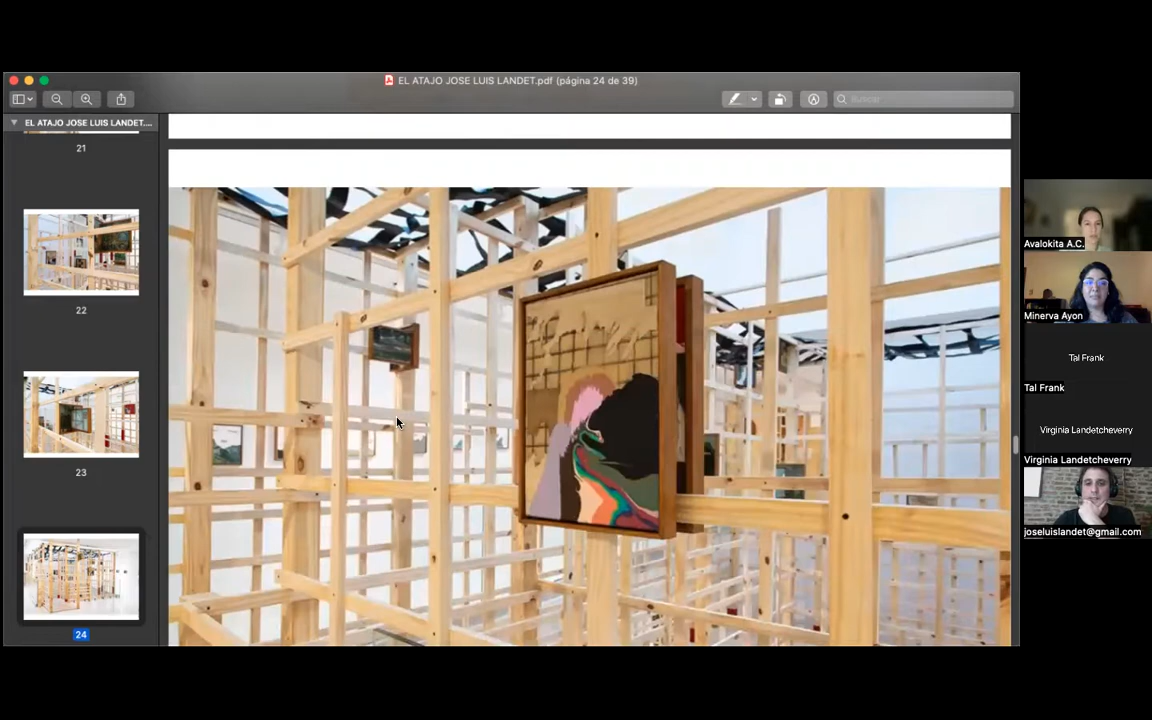 EL ATAJO JOSE LUIS LANDET.pdf (página 24 de 39)
Buscar
EL ATAJO JOSE LUIS LANDET....
21
22
23
24
Avalokita A.C.
Minerva Ayon
Tal Frank
Tal Frank
Virginia Landetcheverry
Virginia Landetcheverry
joseluislandet@gmail.com